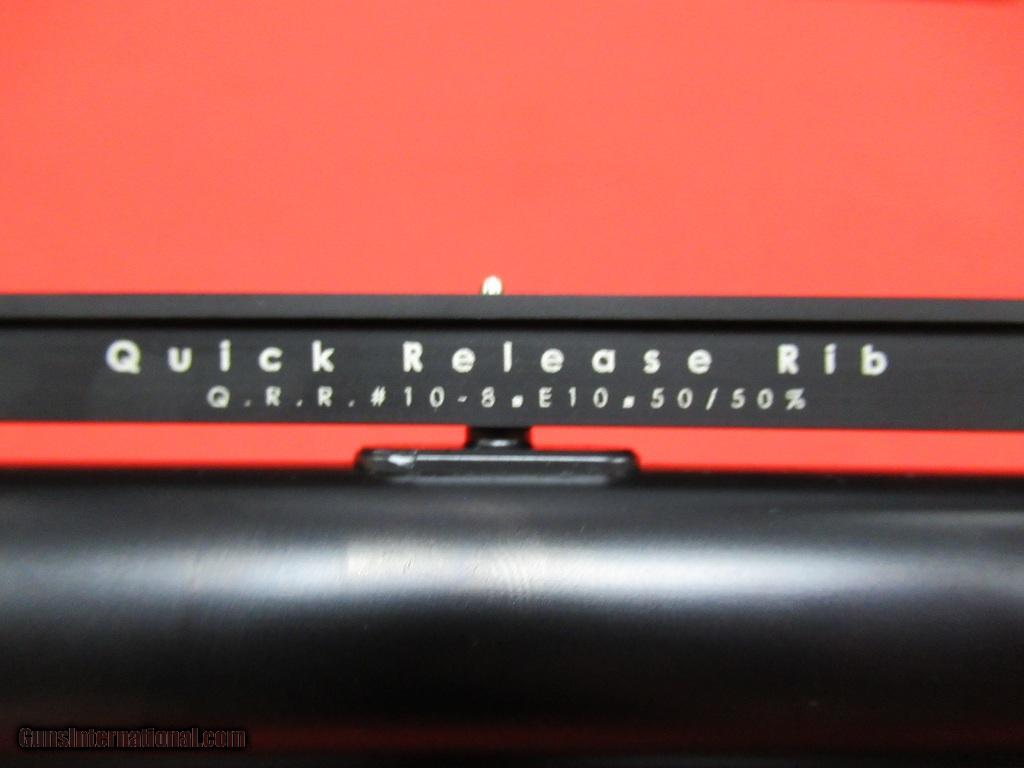 Quick Release Rib
Q.R.R.#10-8.E10.50/50%
GunsInternational.com